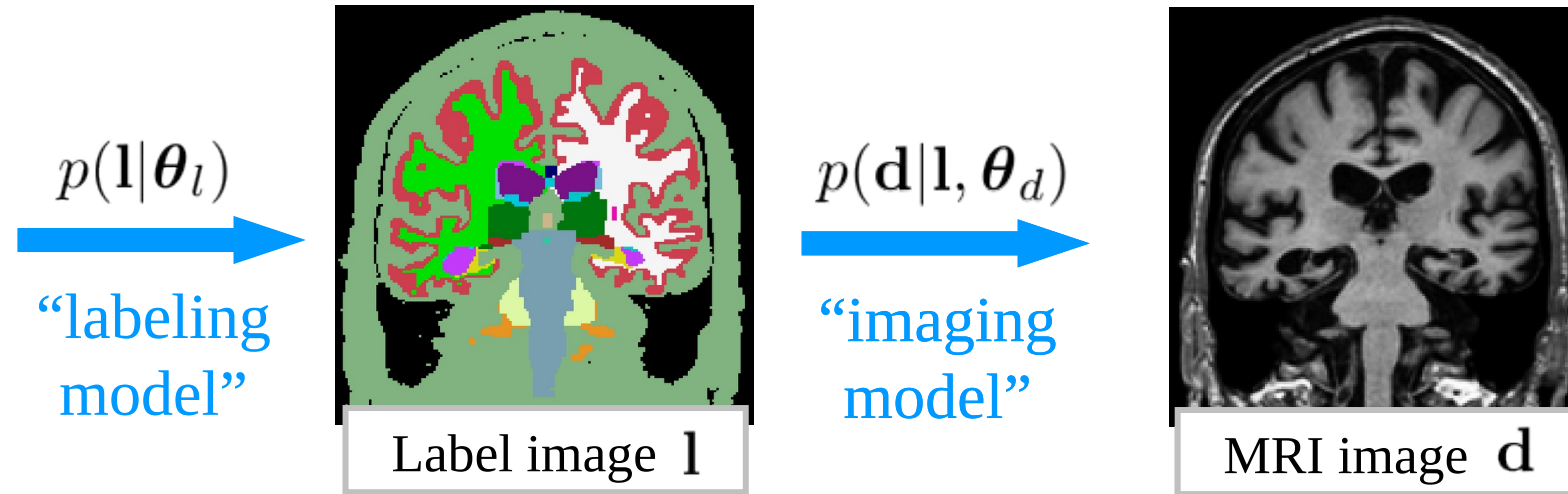 p(l|θ_l)
“labeling
model”
Label image l
p(d|l, θ_d)
“imaging
model”
MRI image d